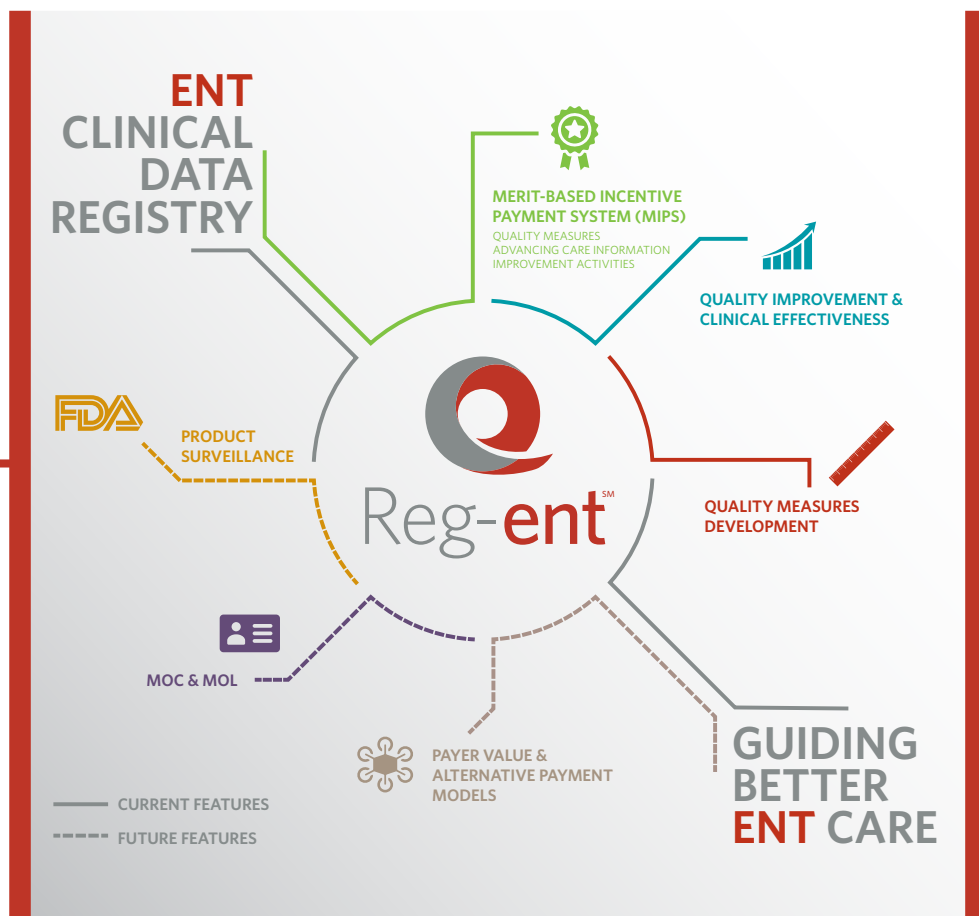 ENT
CLINICAL
DATA
REGISTRY
MERIT-BASED INCENTIVE
PAYMENT SYSTEM (MIPS)
QUALITY MEASURES
ADVANCING CARE INFORMATION
IMPROVEMENT ACTIVITIES
QUALITY IMPROVEMENT &
CLINICAL EFFECTIVENESS
FDA
PRODUCT
SURVEILLANCE
Reg-ent℠
QUALITY MEASURES
DEVELOPMENT
MOC & MOL
PAYER VALUE &
ALTERNATIVE PAYMENT
MODELS
GUIDING
BETTER
ENT CARE
CURRENT FEATURES
FUTURE FEATURES